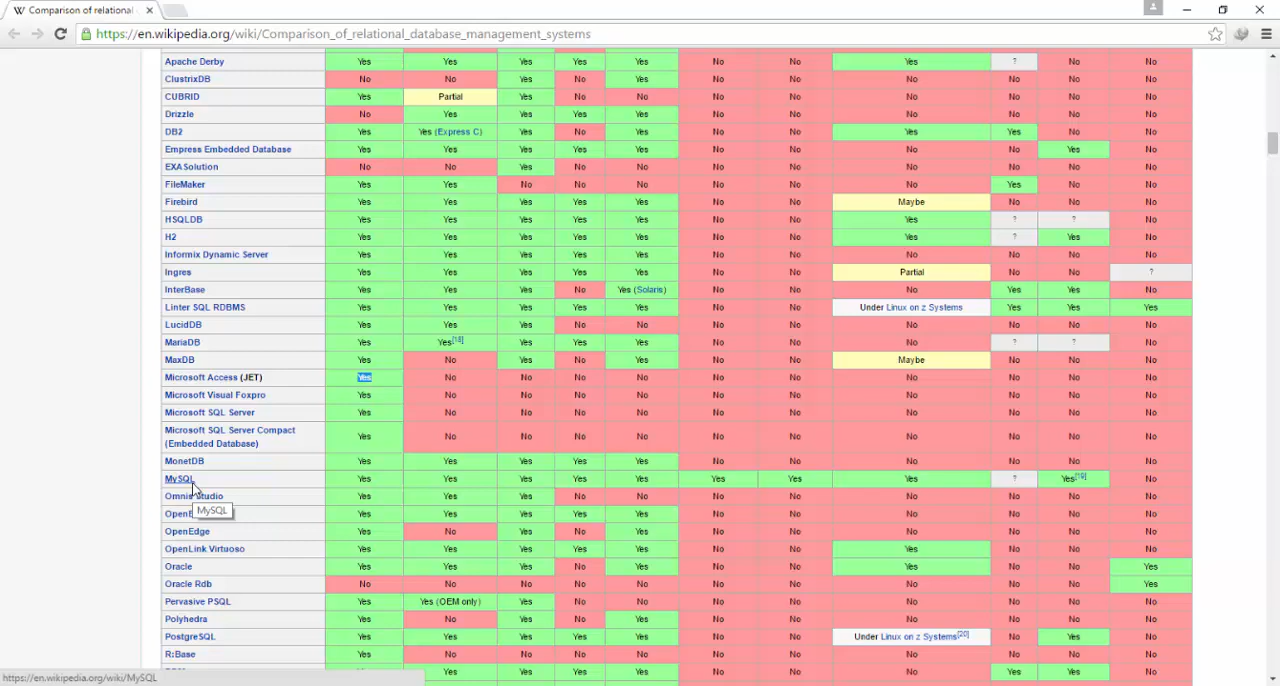 Comparison of relational
https://en.wikipedia.org/wiki/Comparison_of_relational_database_management_systems
Apache Derby Yes Yes Yes Yes Yes No No Yes ? No No
ClustrixDB No No Yes No Yes No No No No No No
CUBRID Yes Partial Yes No No No No No No No No
Drizzle No Yes Yes Yes Yes No No No No No No
DB2 Yes Yes (Express C) Yes No Yes No No Yes Yes No No
Empress Embedded Database Yes Yes Yes Yes Yes No No No No Yes No
EXASolution No No Yes No No No No No No No No
FileMaker Yes Yes No No No No No No Yes No No
Firebird Yes Yes Yes Yes Yes No No Maybe No No No
HSQLDB Yes Yes Yes Yes Yes No No Yes ? ? No
H2 Yes Yes Yes Yes Yes No No Yes ? Yes No
Informix Dynamic Server Yes Yes Yes Yes Yes No No No No No No
Ingres Yes Yes Yes Yes Yes No No Partial No No ?
InterBase Yes Yes Yes No Yes (Solaris) No No No Yes Yes No
Linter SQL RDBMS Yes Yes Yes Yes Yes No No Under Linux on z Systems Yes Yes Yes
LucidDB Yes Yes Yes No No No No No No No No
MariaDB Yes Yes[18] Yes Yes Yes No No No ? ? No
MaxDB Yes No Yes No Yes No No Maybe No No No
Microsoft Access (JET) Yes No No No No No No No No No No
Microsoft Visual Foxpro Yes No No No No No No No No No No
Microsoft SQL Server Yes No No No No No No No No No No
Microsoft SQL Server Compact
(Embedded Database) Yes No No No No No No No No No No
MonetDB Yes Yes Yes Yes Yes No No No No No No
MySQL Yes Yes Yes Yes Yes Yes Yes Yes ? Yes[19] No
Omnis Studio Yes Yes Yes No No No No No No No No
MySQL
Yes Yes Yes Yes Yes No No No No No No
OpenEdge Yes No Yes No Yes No No No No No No
OpenLink Virtuoso Yes Yes Yes Yes Yes No No Yes No No No
Oracle Yes Yes Yes No Yes No No Yes No No Yes
Oracle Rdb No No No No No No No No No No Yes
Pervasive PSQL Yes Yes (OEM only) Yes No No No No No No No No
Polyhedra Yes No Yes No Yes No No No No No No
PostgreSQL Yes Yes Yes Yes Yes No No Under Linux on z Systems[20] No Yes No
R:Base Yes No No No No No No No No No No
Yes Yes No Yes No No No Yes Yes No
https://en.wikipedia.org/wiki/MySQL